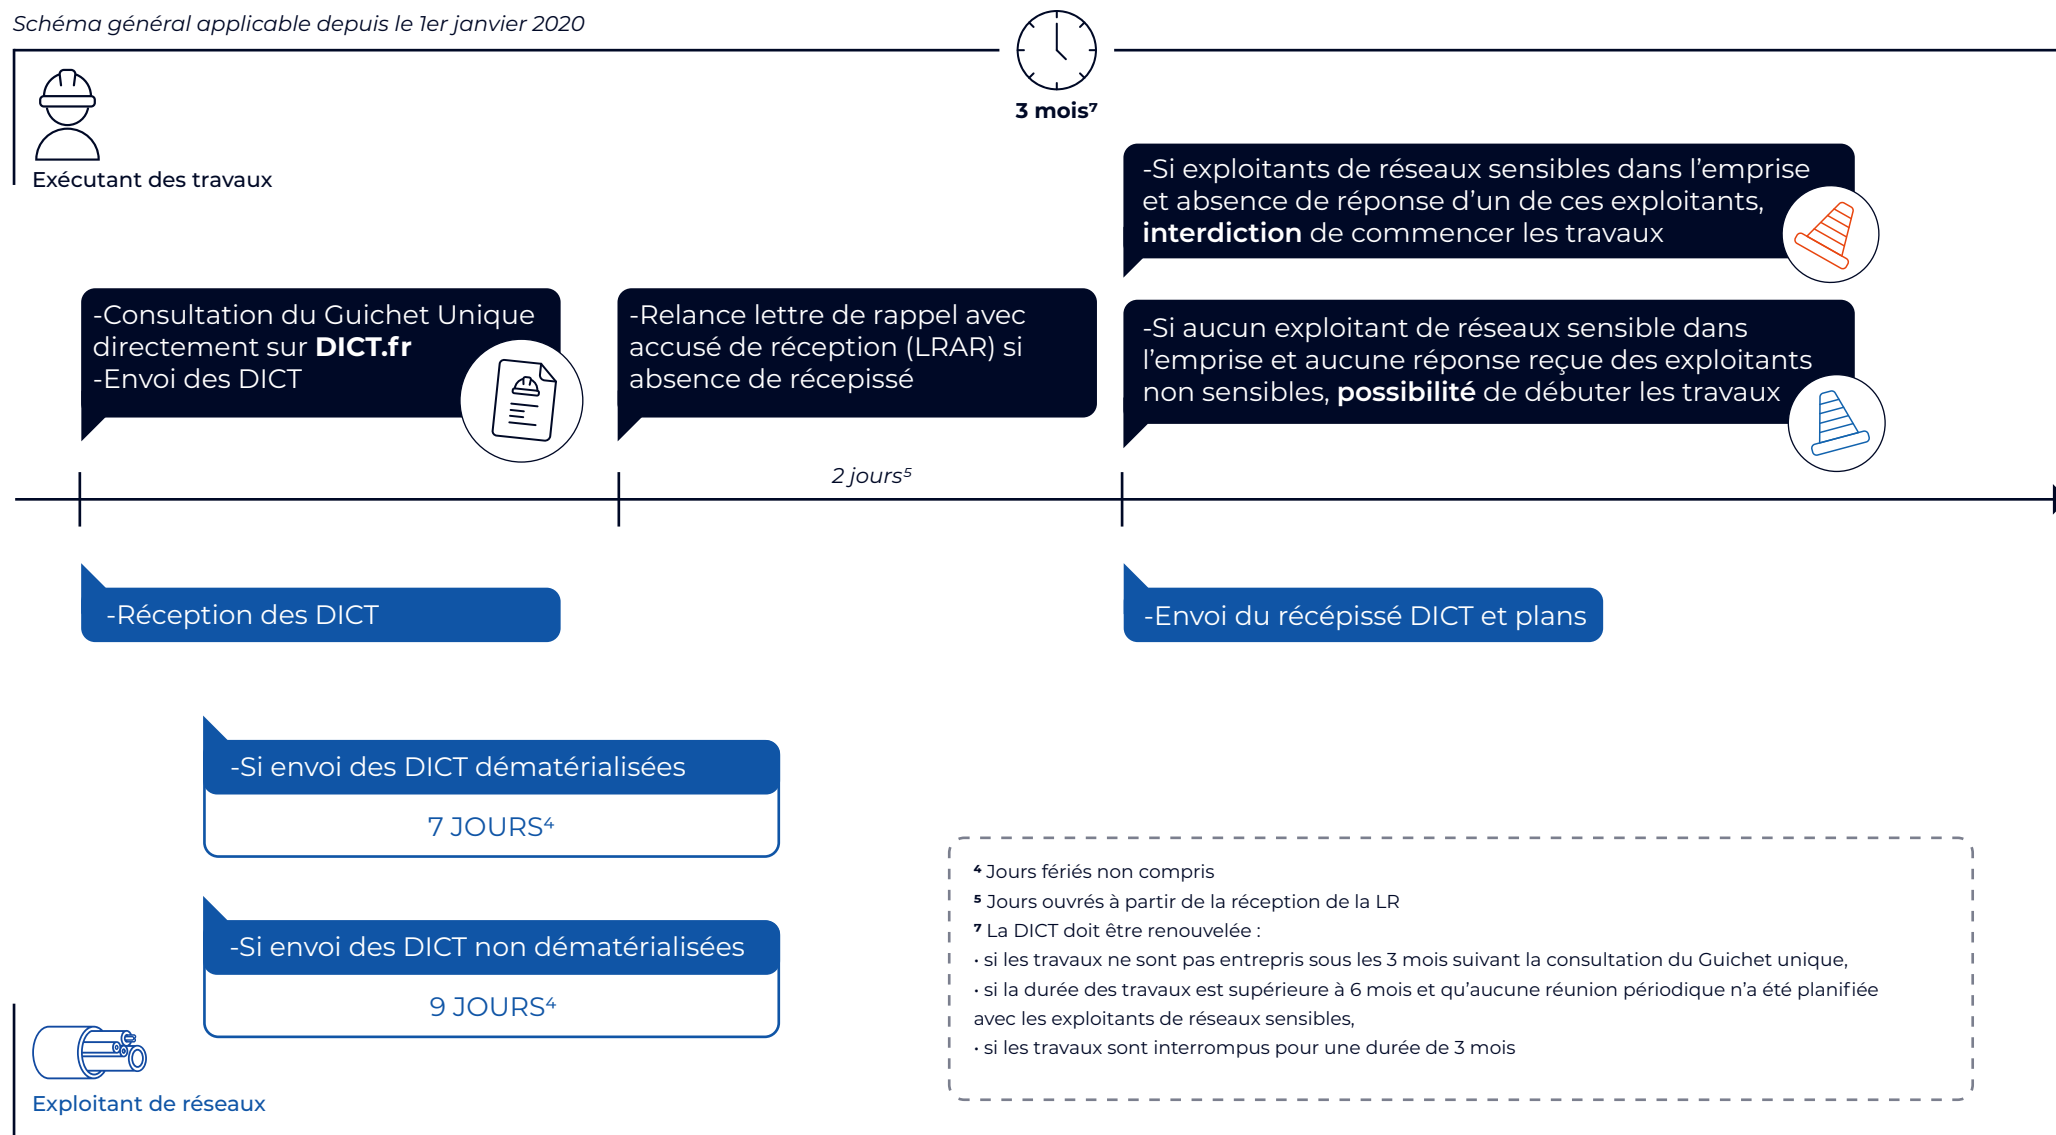 Schéma général applicable depuis le 1er janvier 2020
3 mois⁷
Exécutant des travaux
-Si exploitants de réseaux sensibles dans l’emprise
et absence de réponse d’un de ces exploitants,
interdiction de commencer les travaux
-Consultation du Guichet Unique
directement sur DICT.fr
-Envoi des DICT
-Relance lettre de rappel avec
accusé de réception (LRAR) si
absence de récepissé
-Si aucun exploitant de réseaux sensible dans
l’emprise et aucune réponse reçue des exploitants
non sensibles, possibilité de débuter les travaux
2 jours⁵
-Réception des DICT
-Envoi du récépissé DICT et plans
-Si envoi des DICT dématérialisées
7 JOURS⁴
-Si envoi des DICT non dématérialisées
9 JOURS⁴
⁴ Jours fériés non compris
⁵ Jours ouvrés à partir de la réception de la LR
⁷ La DICT doit être renouvelée :
• si les travaux ne sont pas entrepris sous les 3 mois suivant la consultation du Guichet unique,
• si la durée des travaux est supérieure à 6 mois et qu’aucune réunion périodique n’a été planifiée
avec les exploitants de réseaux sensibles,
• si les travaux sont interrompus pour une durée de 3 mois
Exploitant de réseaux